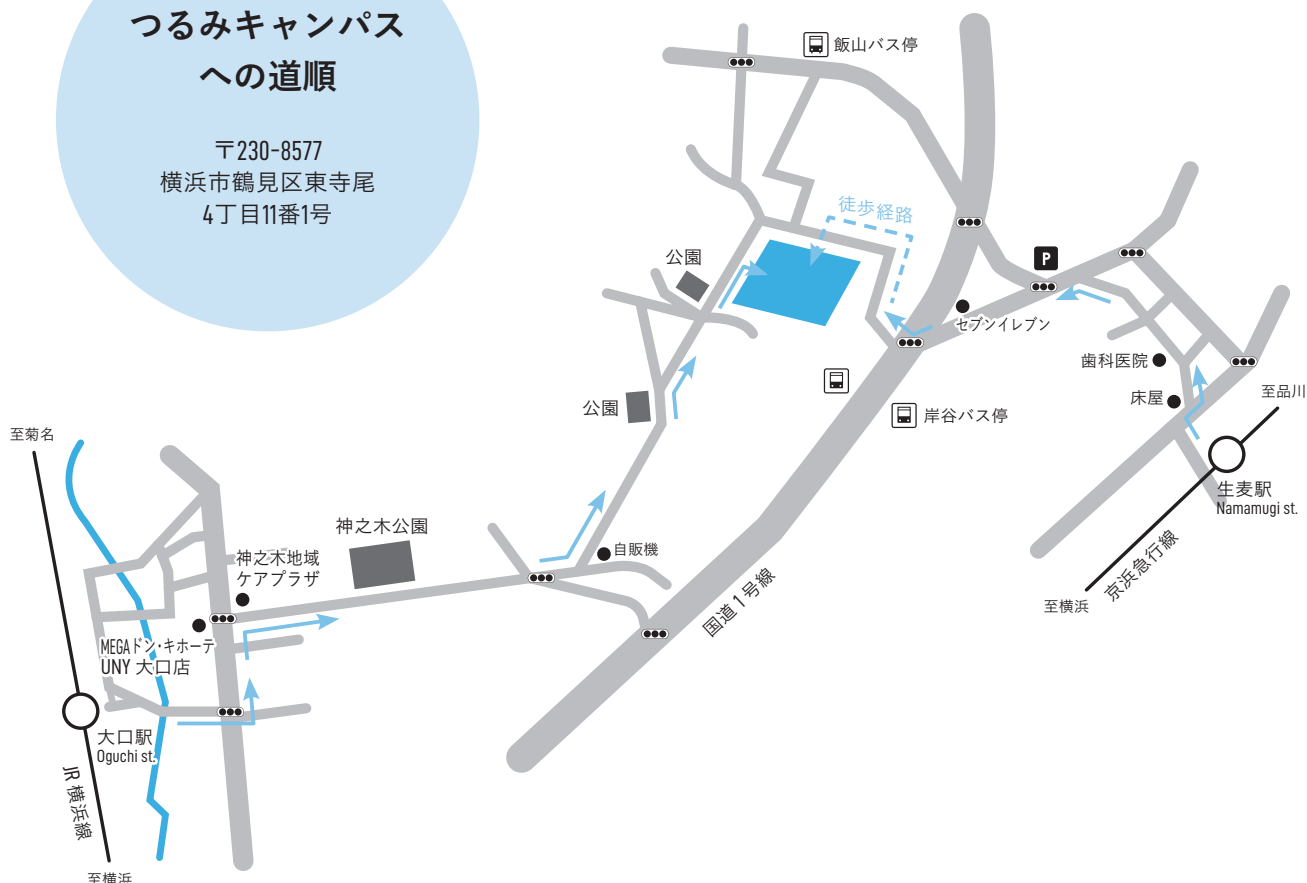 つるみキャンパス
への道順
〒230-8577
横浜市鶴見区東寺尾
4丁目11番1号
飯山バス停
徒歩経路
公園
P
セブンイレブン
歯科医院
床屋
至品川
公園
岸谷バス停
至菊名
生麦駅
Namamugi st.
神之木公園
自販機
神之木地域
ケアプラザ
国道1号線
京浜急行線
至横浜
MEGAドン・キホーテ
UNY 大口店
大口駅
Oguchi st.
JR 横浜線
至横浜